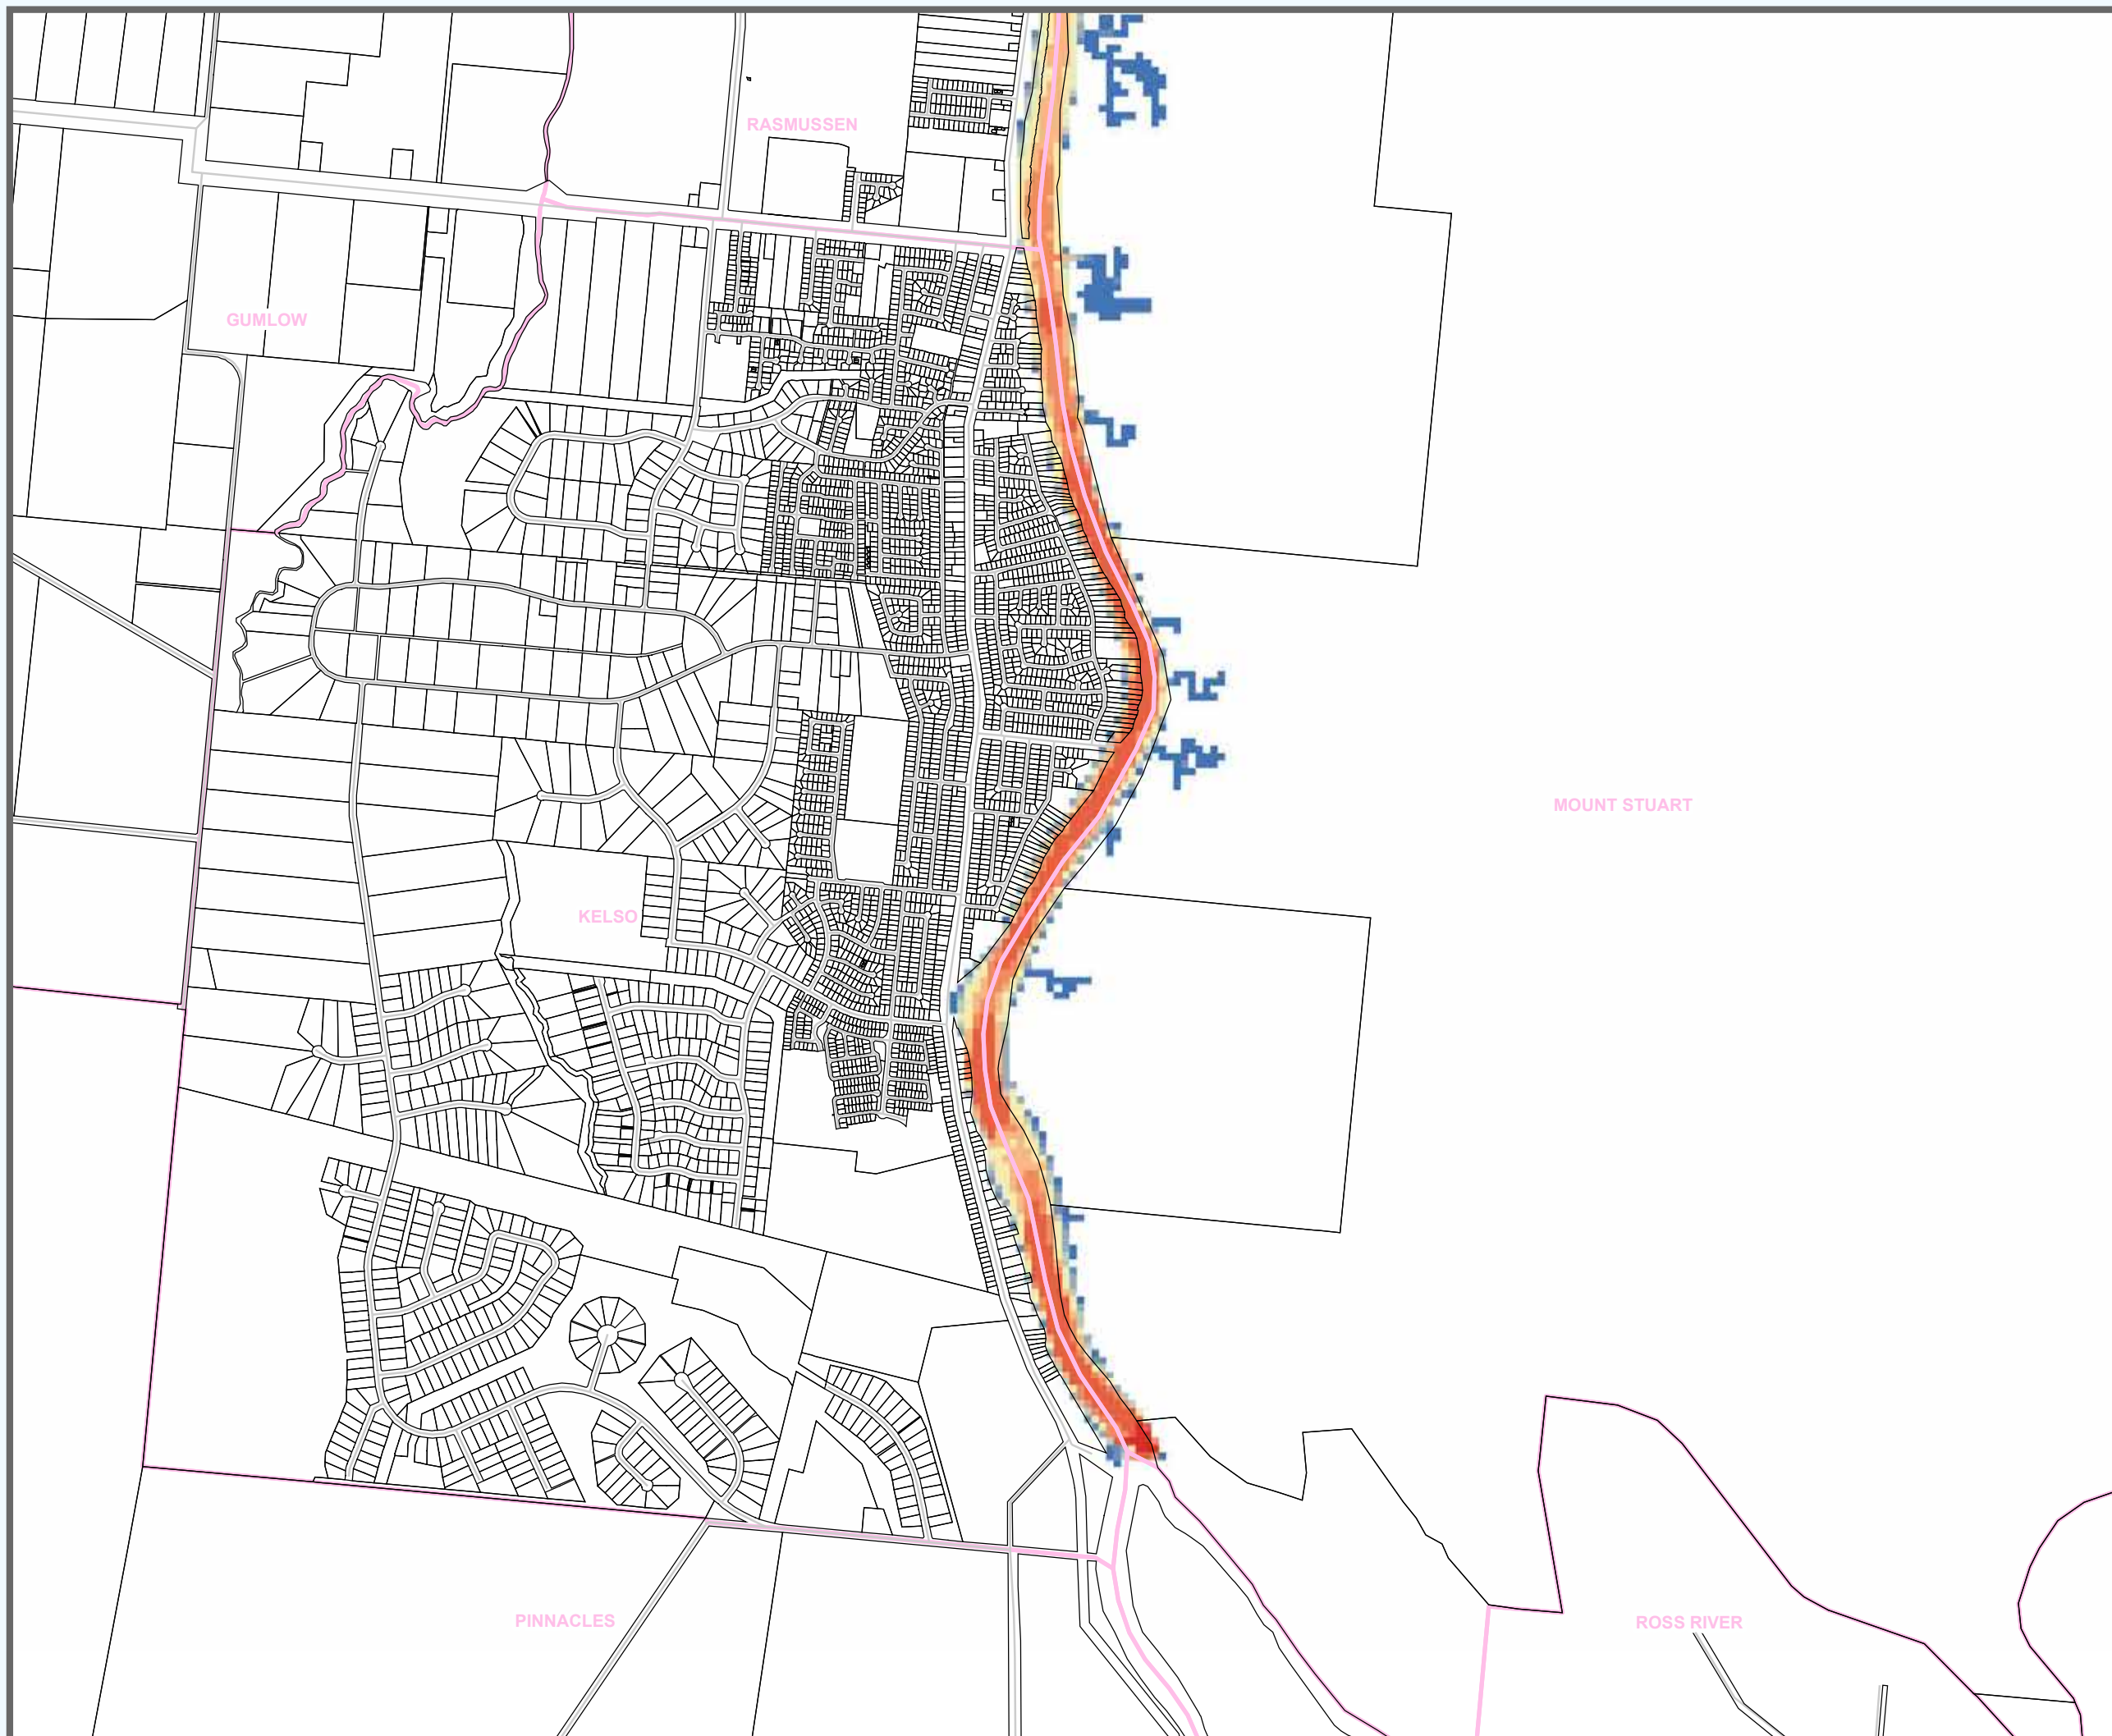 RASMUSSEN
GUMLOW
MOUNT STUART
KELSO
PINNACLES
ROSS RIVER